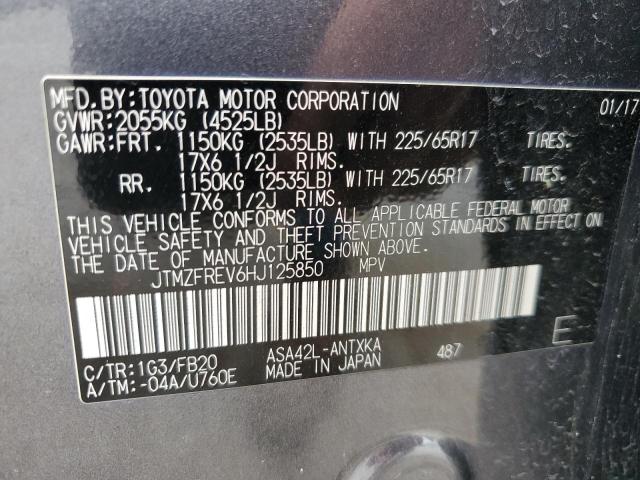 MFD.BY:TOYOTA MOTOR CORPORATION 01/17
GVWR:2055KG (4525LB)
GAWR:FRT. 1150KG (2535LB) WITH 225/65R17 TIRES.
17X6 1/2J RIMS.
RR. 1150KG (2535LB) WITH 225/65R17 TIRES.
17X6 1/2J RIMS.
THIS VEHICLE CONFORMS TO ALL APPLICABLE FEDERAL MOTOR
VEHICLE SAFETY AND THEFT PREVENTION STANDARDS IN EFFECT ON
THE DATE OF MANUFACTURE SHOWN ABOVE.
JTMZFREV6HJ125850 MPV
E
C/TR:1G3/FB20 ASA42L-ANTXKA 487
A/TM:-04A/U760E MADE IN JAPAN